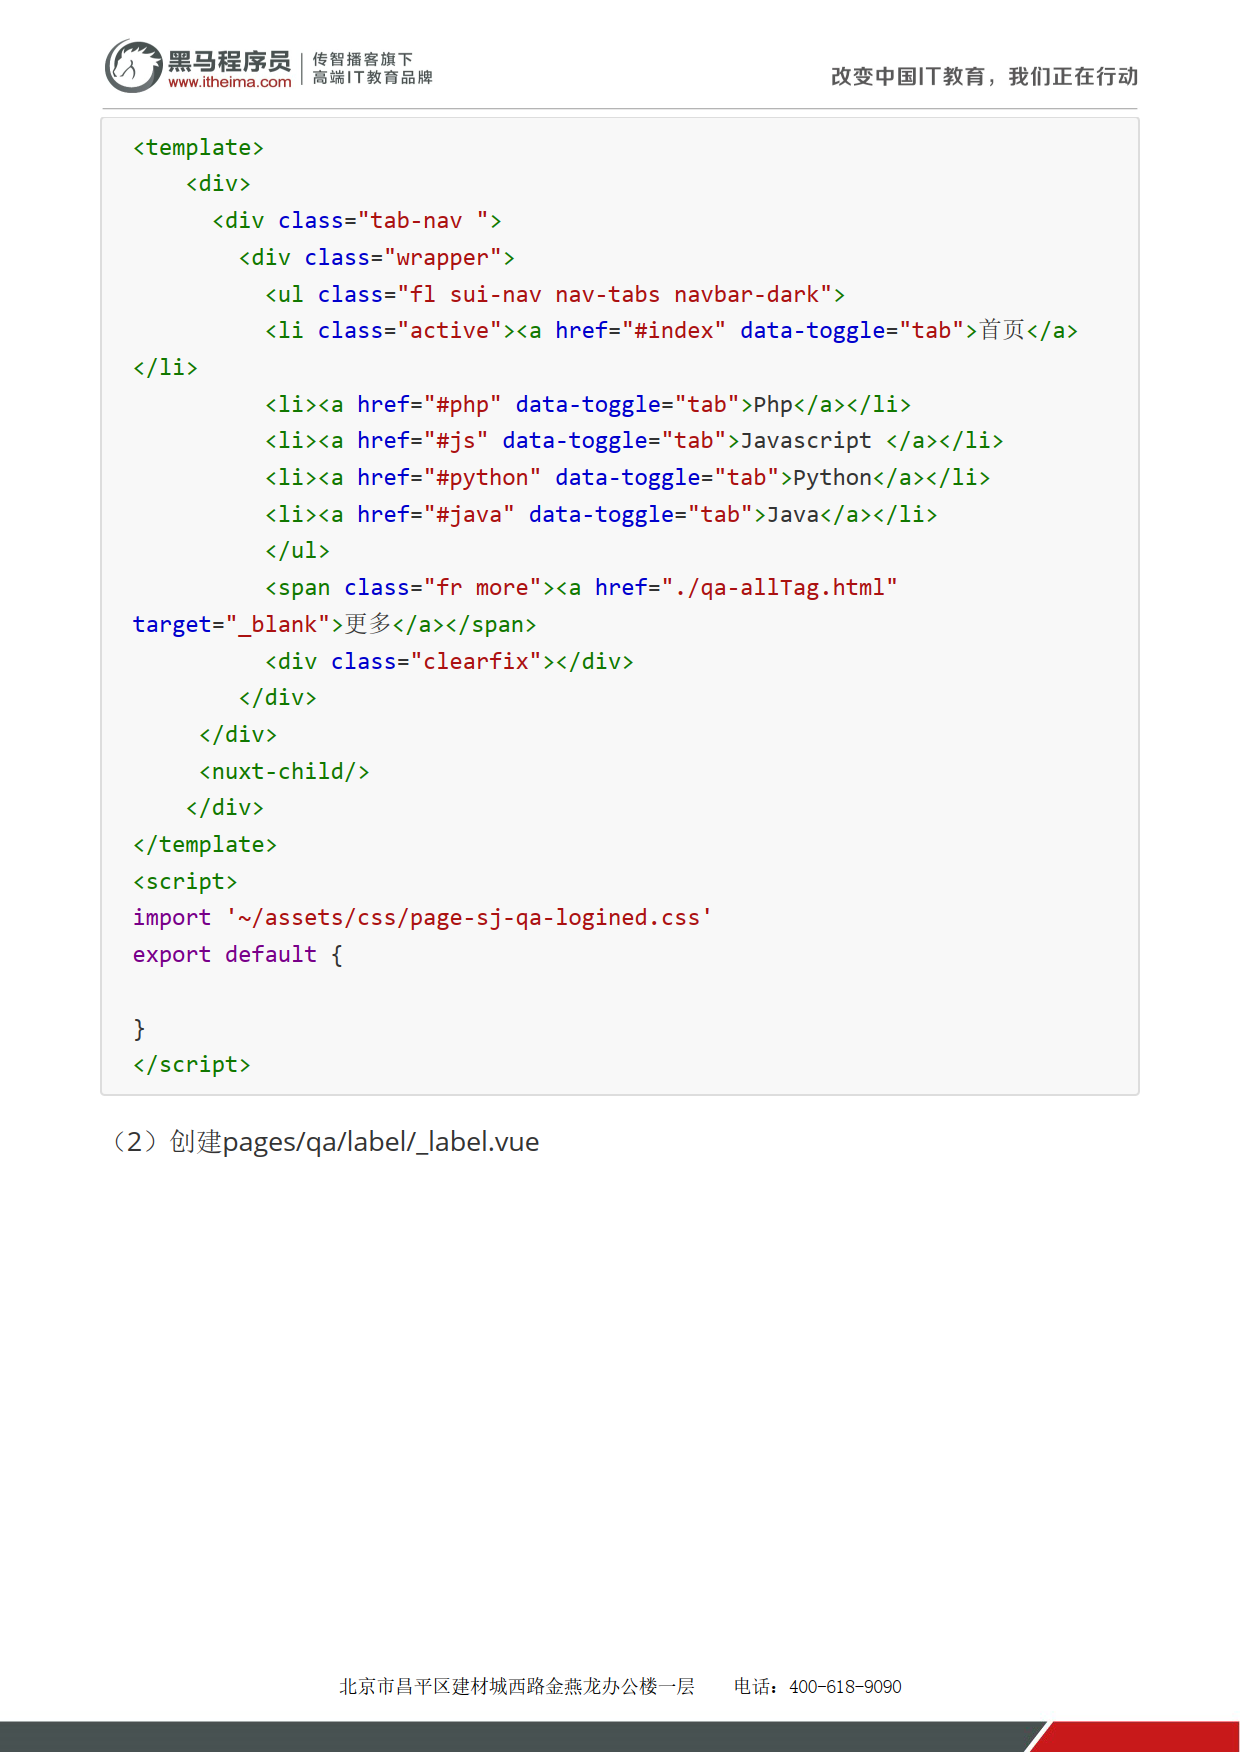 黑马程序员
www.itheima.com
传智播客旗下
高端IT教育品牌
改变中国IT教育，我们正在行动
<template>
    <div>
      <div class="tab-nav ">
        <div class="wrapper">
          <ul class="fl sui-nav nav-tabs navbar-dark">
          <li class="active"><a href="#index" data-toggle="tab">首页</a>
</li>
          <li><a href="#php" data-toggle="tab">Php</a></li>
          <li><a href="#js" data-toggle="tab">Javascript </a></li>
          <li><a href="#python" data-toggle="tab">Python</a></li>
          <li><a href="#java" data-toggle="tab">Java</a></li>
          </ul>
          <span class="fr more"><a href="./qa-allTag.html"
target="_blank">更多</a></span>
          <div class="clearfix"></div>
        </div>
     </div>
     <nuxt-child/>
    </div>
</template>
<script>
import '~/assets/css/page-sj-qa-logined.css'
export default {

}
</script>
（2）创建pages/qa/label/_label.vue
北京市昌平区建材城西路金燕龙办公楼一层 电话：400-618-9090